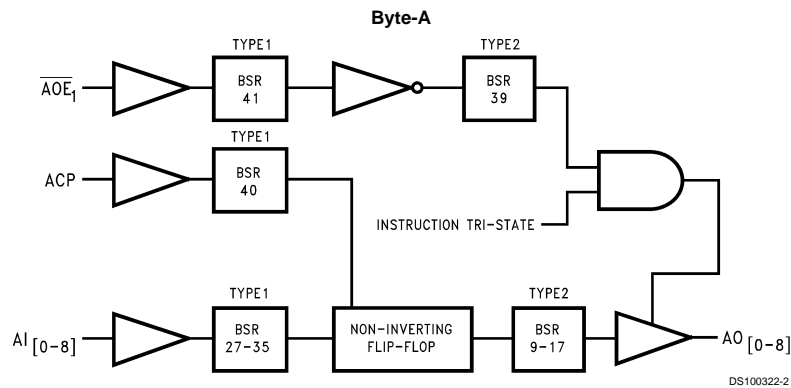 Byte-A
TYPE1
TYPE2
AOE1
BSR
41
BSR
39
TYPE1
ACP
BSR
40
INSTRUCTION TRI-STATE
TYPE1
TYPE2
AI[0-8]
BSR
27-35
NON-INVERTING
FLIP-FLOP
BSR
9-17
AO[0-8]
DS100322-2